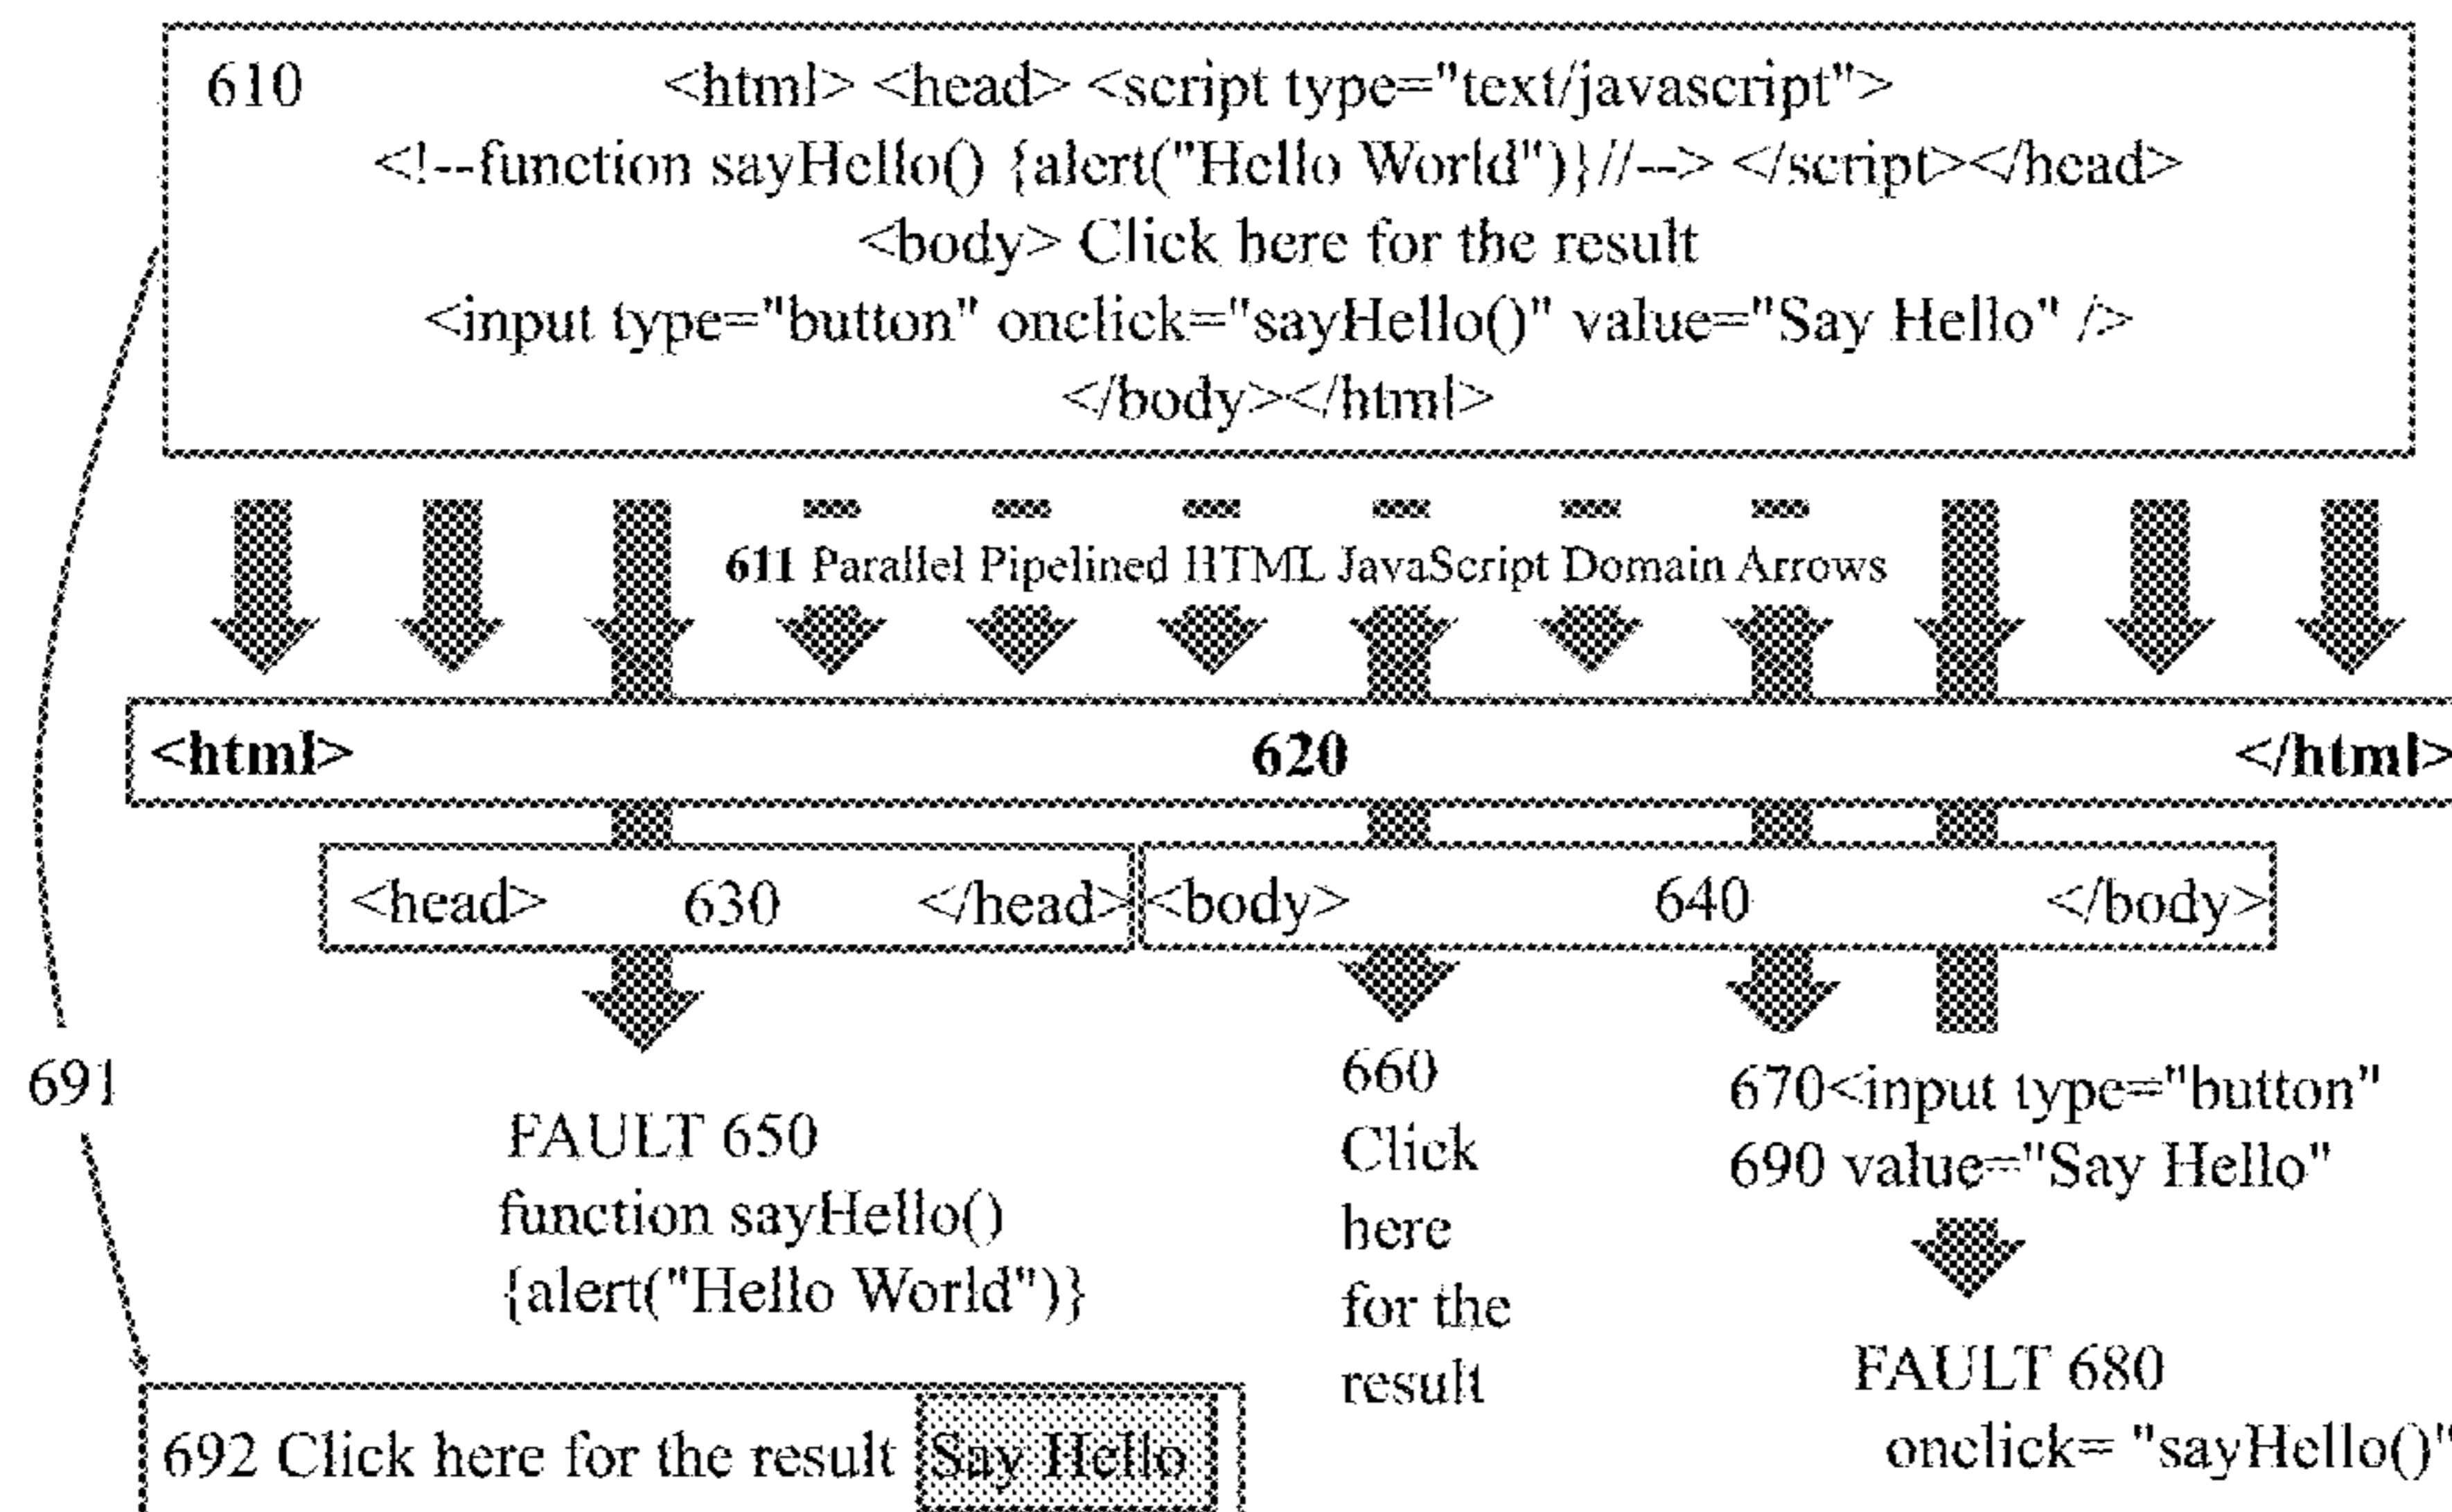 610 <html> <head> <script type="text/javascript">
<!--function sayHello() {alert("Hello World")}//--> </script></head>
<body> Click here for the result
<input type="button" onclick="sayHello()" value="Say Hello" />
</body></html>
611 Parallel Pipelined HTML JavaScript Domain Arrows
<html> 620 </html>
<head> 630 </head> <body> 640 </body>
691
FAULT 650
function sayHello()
{alert("Hello World")}
660
Click
here
for the
result
670<input type="button"
690 value="Say Hello"
FAULT 680
onclick= "sayHello()"
692 Click here for the result Say Hello